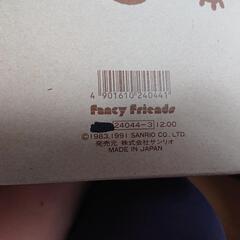 4 901610 240441
Fancy Friends
24044-3 12.00
©1983,1991 SANRIO CO., LTD.
発売元 株式会社サンリオ
MADE IN JAPAN